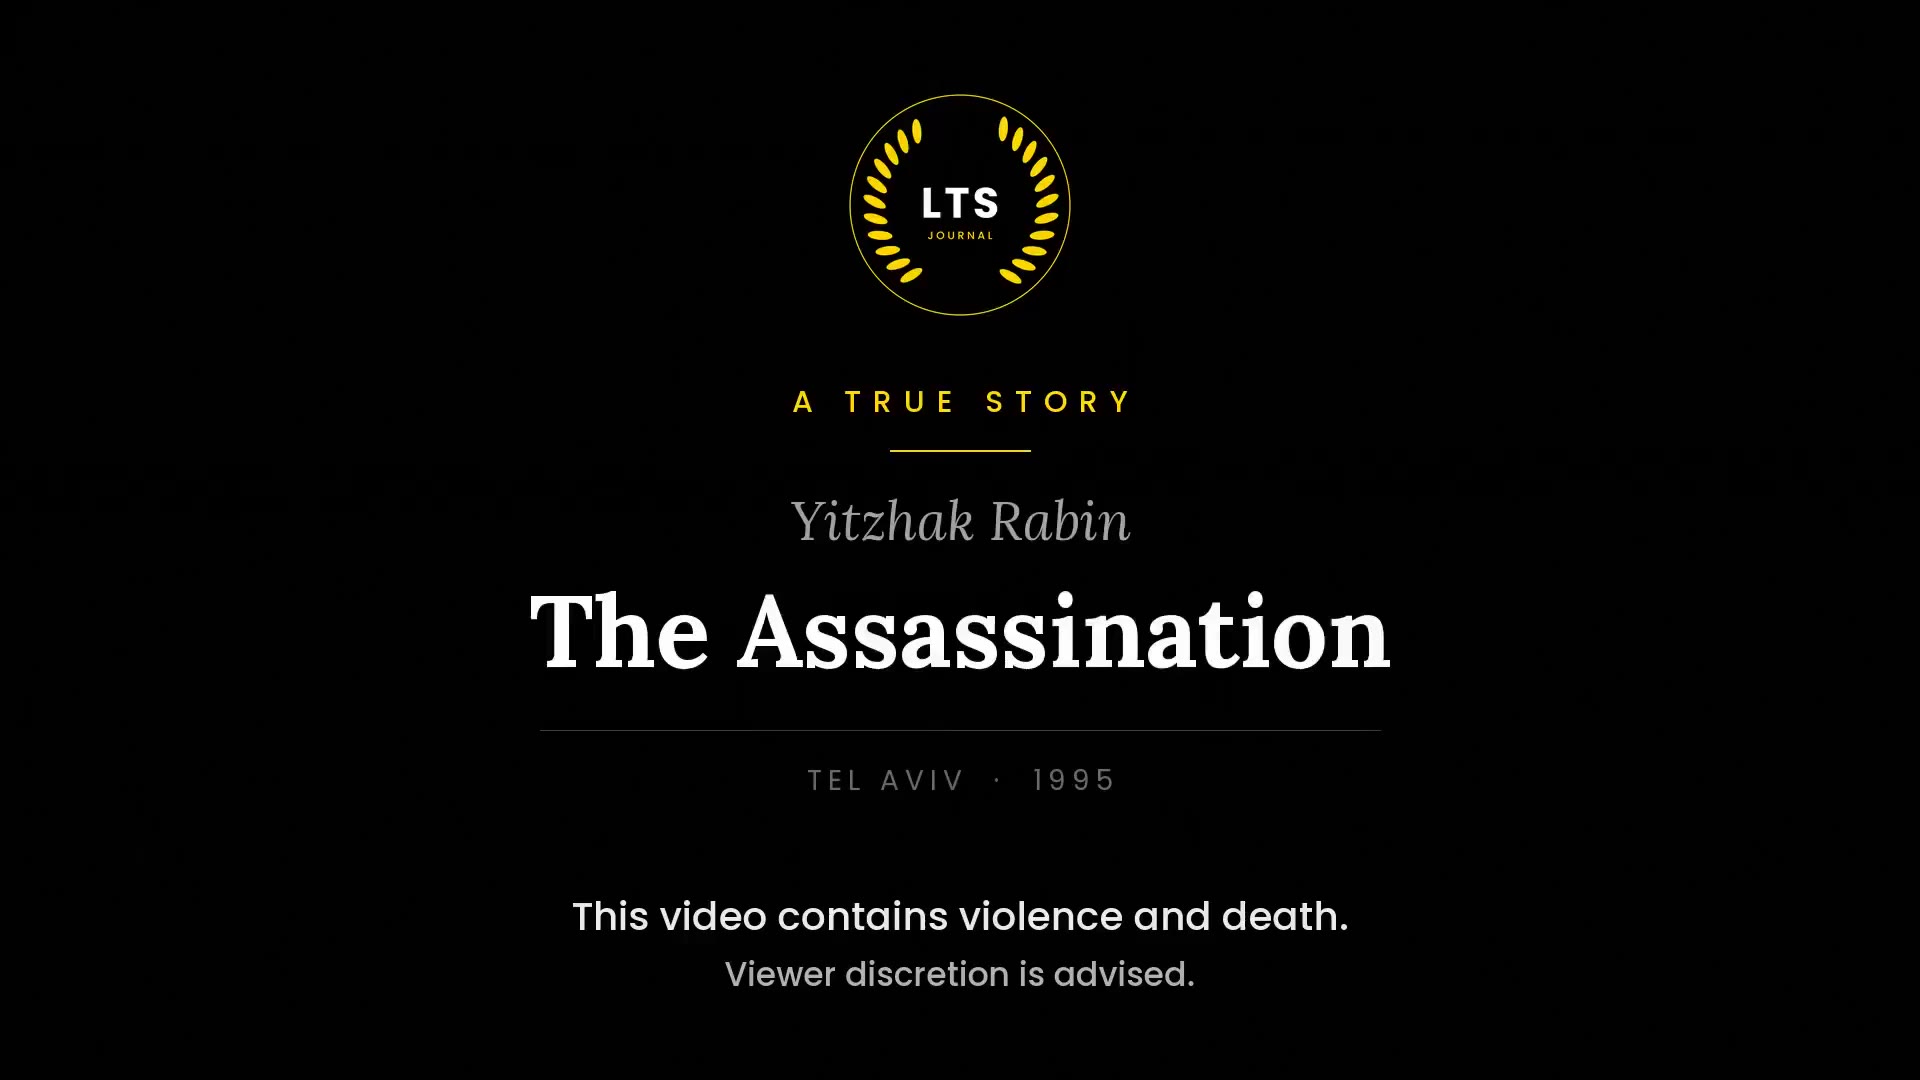 LTS
JOURNAL
A TRUE STORY
Yitzhak Rabin
The Assassination
TEL AVIV · 1995
This video contains violence and death.
Viewer discretion is advised.